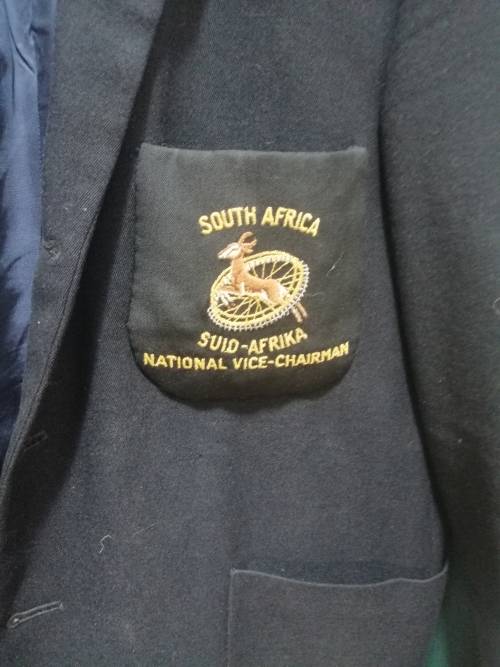 SOUTH AFRICA
SUID-AFRIKA
NATIONAL VICE-CHAIRMAN